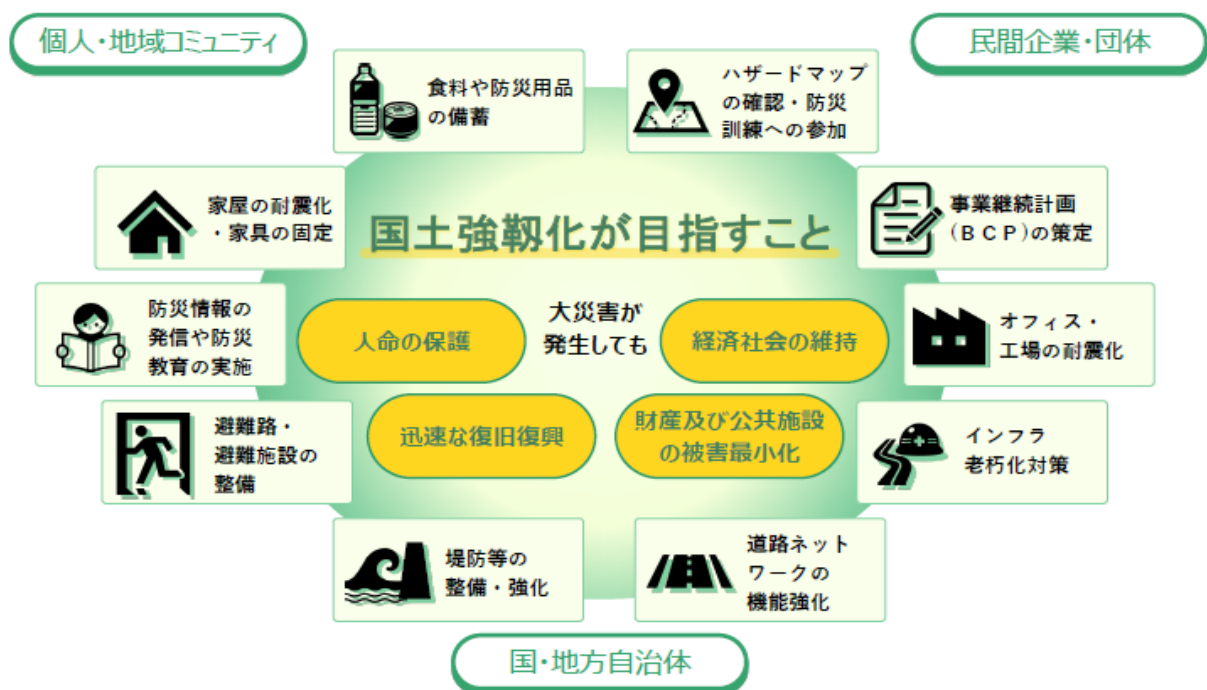 個人・地域コミュニティ
民間企業・団体
食料や防災用品
の備蓄
ハザードマップ
の確認・防災
訓練への参加
家屋の耐震化
・家具の固定
国土強靱化が目指すこと
事業継続計画
(BCP)の策定
防災情報の
発信や防災
教育の実施
人命の保護
大災害が
発生しても
経済社会の維持
オフィス・
工場の耐震化
避難路・
避難施設の
整備
迅速な復旧復興
財産及び公共施設
の被害最小化
インフラ
老朽化対策
堤防等の
整備・強化
道路ネット
ワークの
機能強化
国・地方自治体